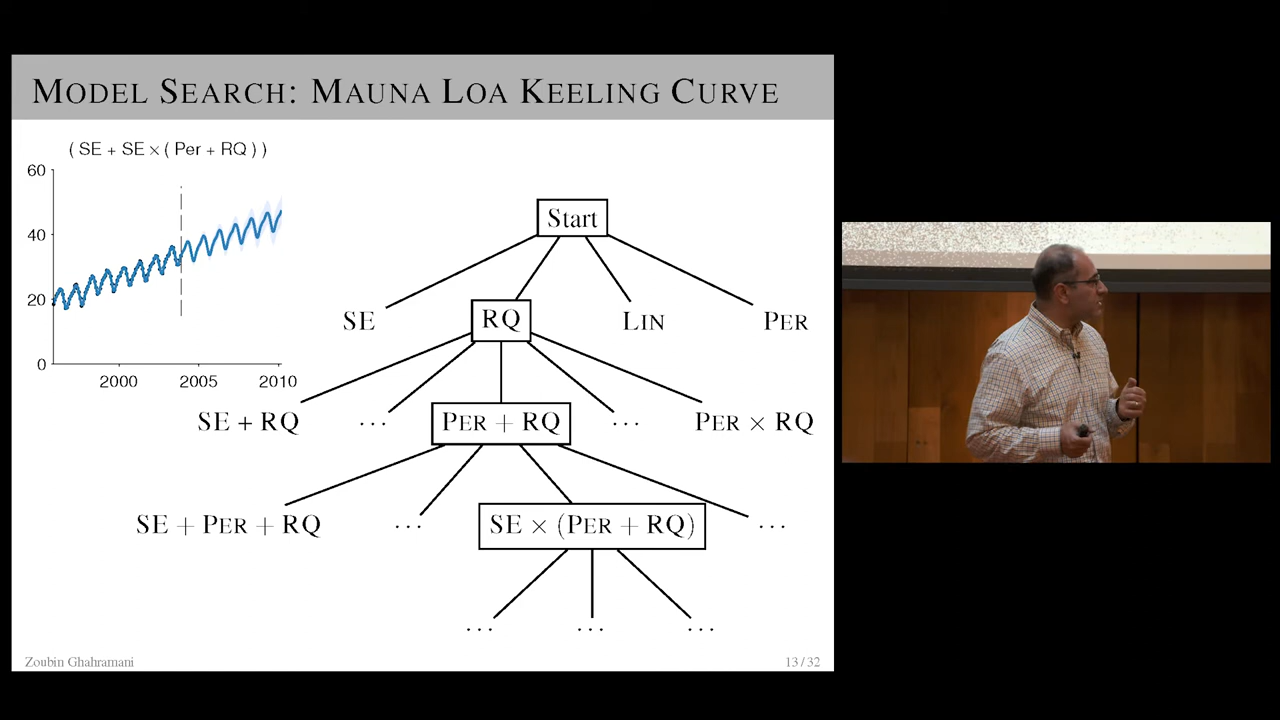 MODEL SEARCH: MAUNA LOA KEELING CURVE
( SE + SE × ( Per + RQ ) )
60
40
20
0
2000 2005 2010
Start
SE RQ LIN PER
SE + RQ ... PER + RQ ... PER × RQ
SE + PER + RQ ... SE × (PER + RQ) ...
... ... ...
Zoubin Ghahramani 13 / 32